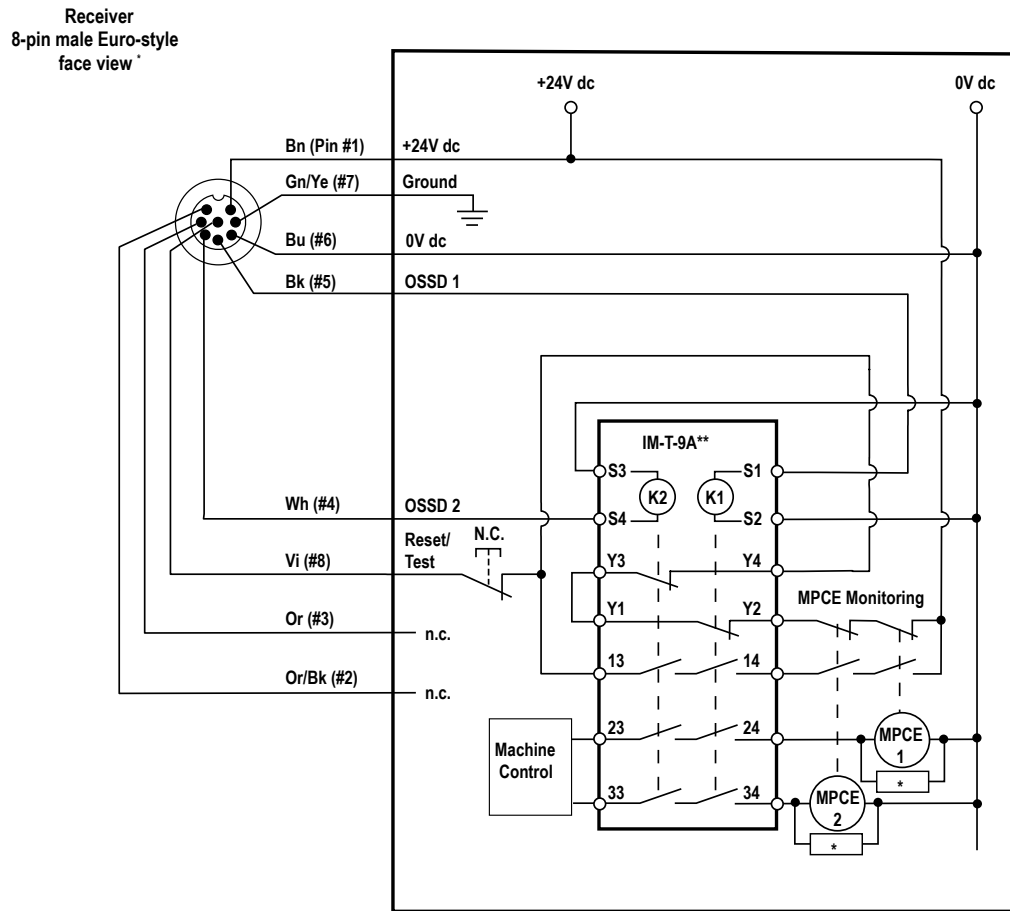 Receiver
8-pin male Euro-style
face view *
+24V dc
0V dc
Bn (Pin #1)
+24V dc
Gn/Ye (#7)
Ground
Bu (#6)
0V dc
Bk (#5)
OSSD 1
IM-T-9A**
S3
S1
K2
K1
Wh (#4)
OSSD 2
S4
S2
Reset/
Test
N.C.
Vi (#8)
Y3
Y4
MPCE Monitoring
Y1
Y2
Or (#3)
n.c.
13
14
Or/Bk (#2)
n.c.
Machine
Control
23
24
MPCE
1
*
33
34
MPCE
2
*